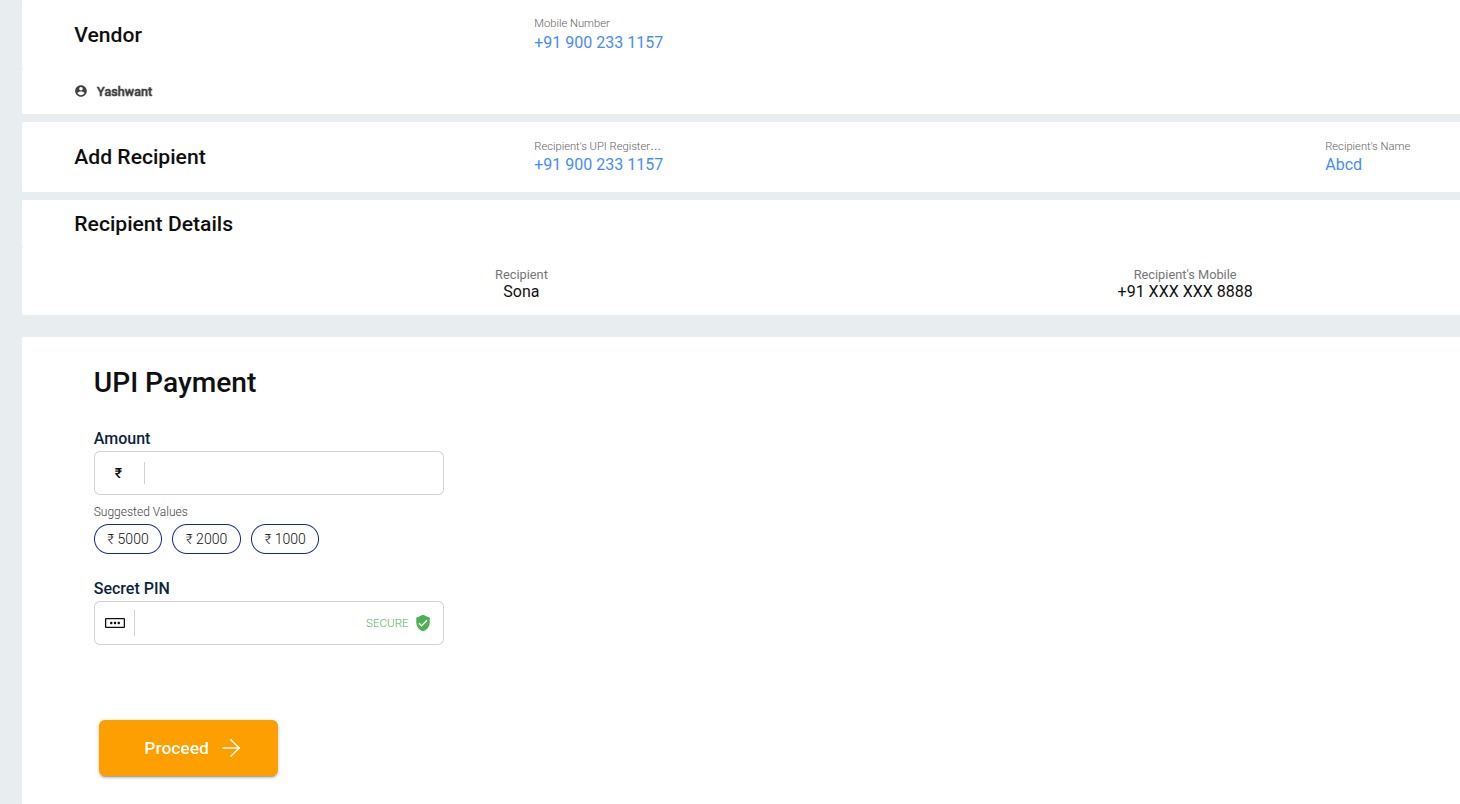 Vendor
Mobile Number
+91 900 233 1157
Yashwant
Add Recipient
Recipient's UPI Register...
+91 900 233 1157
Recipient's Name
Abcd
Recipient Details
Recipient
Sona
Recipient's Mobile
+91 XXX XXX 8888
UPI Payment
Amount
₹
Suggested Values
₹ 5000 ₹ 2000 ₹ 1000
Secret PIN
SECURE
Proceed